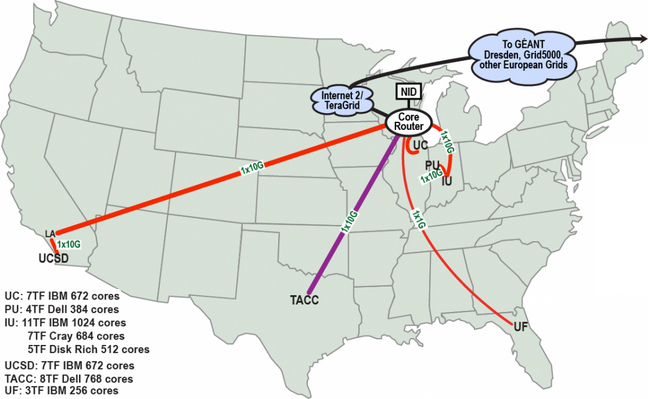 To GÉANT
Dresden, Grid5000,
other European Grids
NID
Internet 2/
TeraGrid
Core
Router
UC
1x10G
PU
1x10G
IU
1x10G
1x10G
1x1G
LA
1x10G
UCSD
TACC
UF
UC: 7TF IBM 672 cores
PU: 4TF Dell 384 cores
IU: 11TF IBM 1024 cores
7TF Cray 684 cores
5TF Disk Rich 512 cores
UCSD: 7TF IBM 672 cores
TACC: 8TF Dell 768 cores
UF: 3TF IBM 256 cores